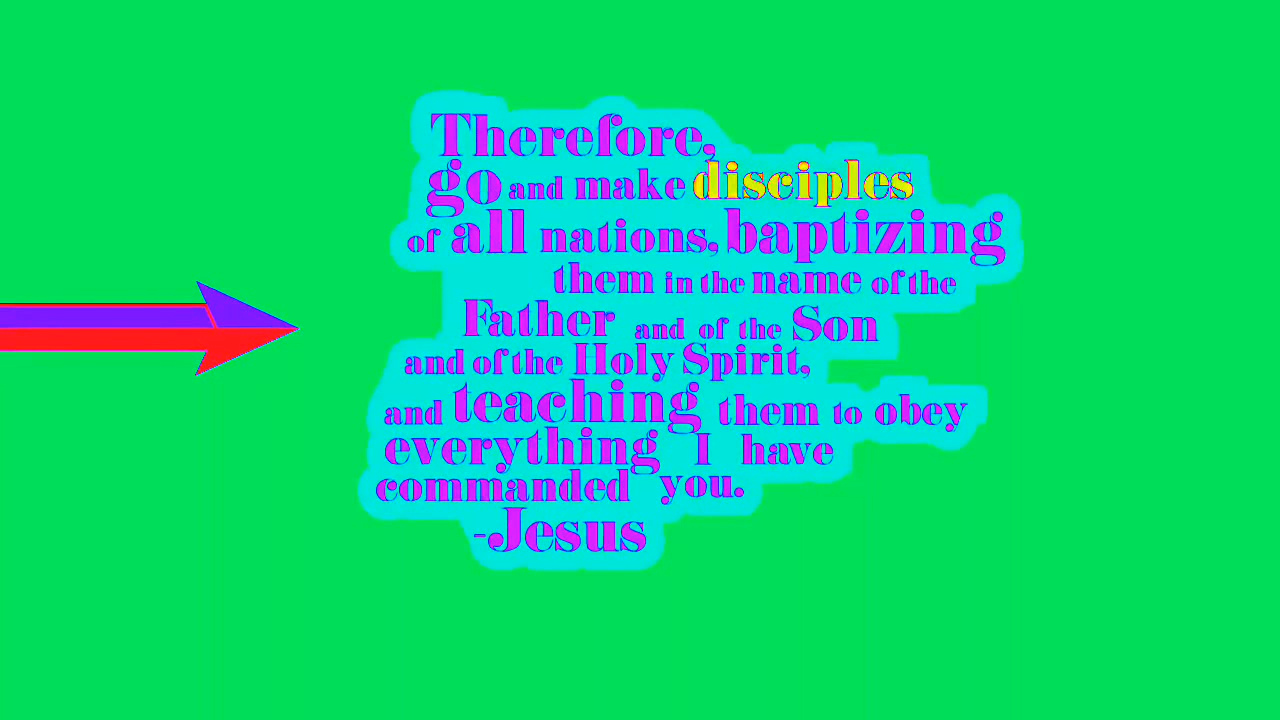 Therefore,
go and make disciples
of all nations, baptizing
them in the name of the
Father and of the Son
and of the Holy Spirit,
and teaching them to obey
everything I have
commanded you.
-Jesus